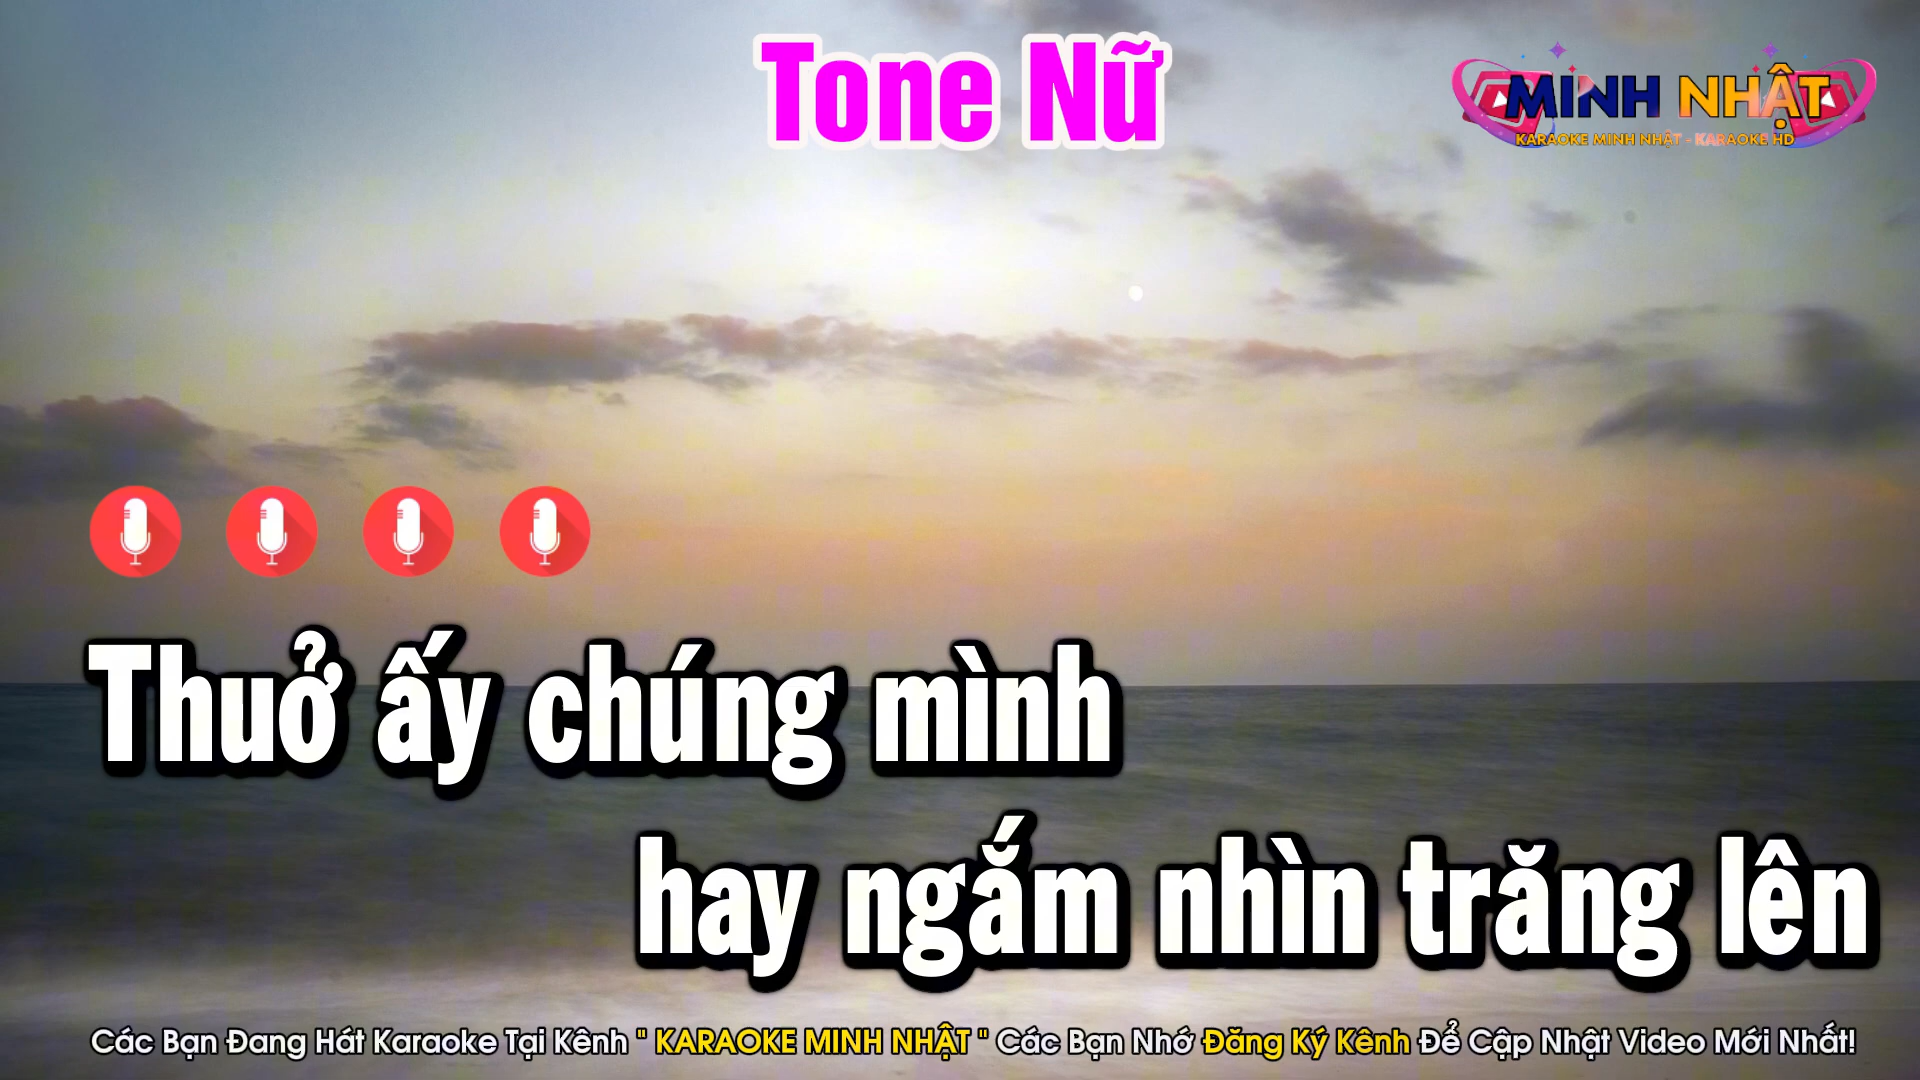 Tone Nữ
MINH NHẬT
KARAOKE MINH NHẬT - KARAOKE HD
Thuở ấy chúng mình
hay ngắm nhìn trăng lên
Các Bạn Đang Hát Karaoke Tại Kênh " KARAOKE MINH NHẬT " Các Bạn Nhớ Đăng Ký Kênh Để Cập Nhật Video Mới Nhất!